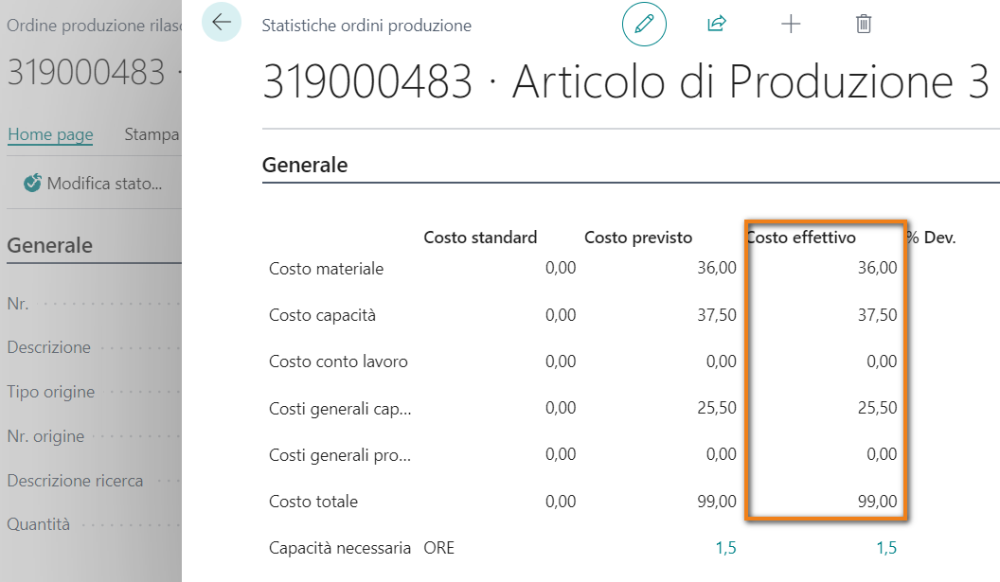 Ordine produzione rilasc
319000483 ·
Home page Stampa
Modifica stato...
Generale
Nr.
Descrizione
Tipo origine
Nr. origine
Descrizione ricerca
Quantità
Statistiche ordini produzione
319000483 · Articolo di Produzione 3
Generale
Costo standard Costo previsto Costo effettivo % Dev.
Costo materiale 0,00 36,00 36,00
Costo capacità 0,00 37,50 37,50
Costo conto lavoro 0,00 0,00 0,00
Costi generali cap... 0,00 25,50 25,50
Costi generali pro... 0,00 0,00 0,00
Costo totale 0,00 99,00 99,00
Capacità necessaria ORE 1,5 1,5